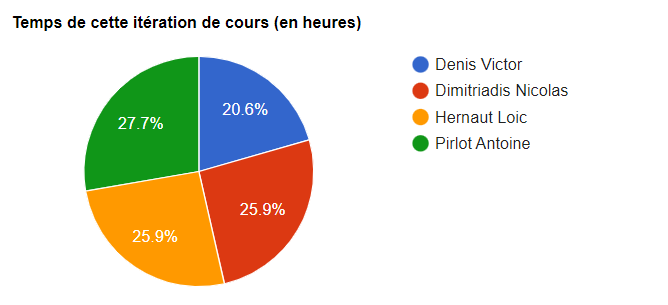 Temps de cette itération de cours (en heures)
Denis Victor
Dimitriadis Nicolas
Hernaut Loic
Pirlot Antoine
20.6%
27.7%
25.9%
25.9%